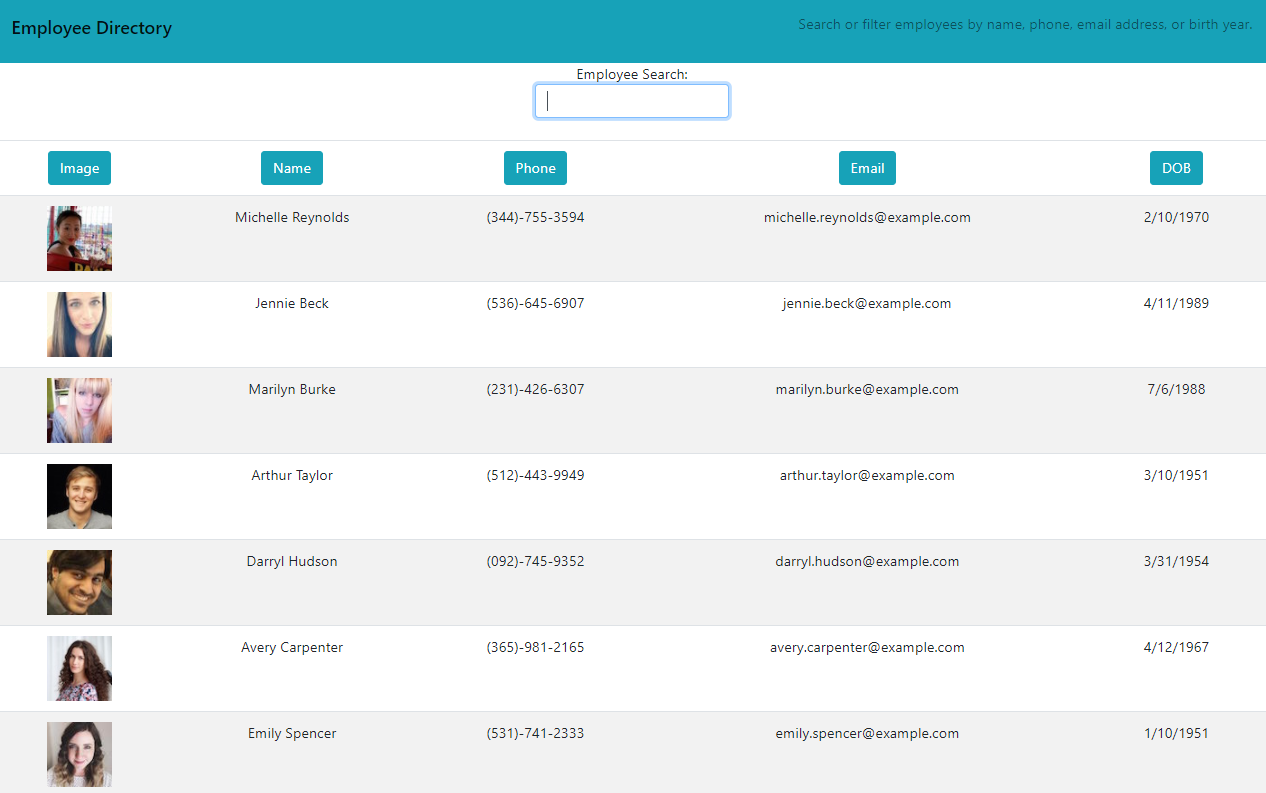 Employee Directory
Search or filter employees by name, phone, email address, or birth year.
Employee Search:
Image Name Phone Email DOB
Michelle Reynolds (344)-755-3594 michelle.reynolds@example.com 2/10/1970
Jennie Beck (536)-645-6907 jennie.beck@example.com 4/11/1989
Marilyn Burke (231)-426-6307 marilyn.burke@example.com 7/6/1988
Arthur Taylor (512)-443-9949 arthur.taylor@example.com 3/10/1951
Darryl Hudson (092)-745-9352 darryl.hudson@example.com 3/31/1954
Avery Carpenter (365)-981-2165 avery.carpenter@example.com 4/12/1967
Emily Spencer (531)-741-2333 emily.spencer@example.com 1/10/1951